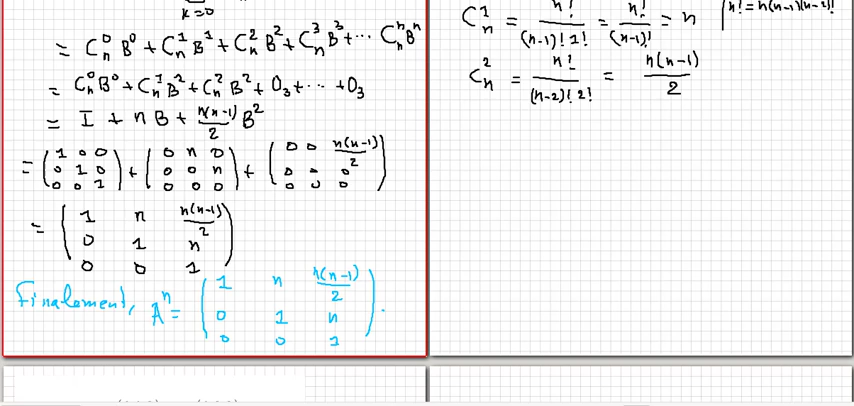 k=0
= C_n^0 B^0 + C_n^1 B^1 + C_n^2 B^2 + C_n^3 B^3 + ... C_n^n B^n
= C_n^0 B^0 + C_n^1 B^1 + C_n^2 B^2 + O_3 + ... + O_3
= I + n B + n(n-1)/2 B^2
= (1 0 0 ; 0 1 0 ; 0 0 1) + (0 n 0 ; 0 0 n ; 0 0 0) + (0 0 n(n-1)/2 ; 0 0 0 ; 0 0 0)
= (1 n n(n-1)/2 ; 0 1 n ; 0 0 1)
Finalement, A^n = (1 n n(n-1)/2 ; 0 1 n ; 0 0 1).
C_n^1 = n!/(n-1)! 1! = n!/(n-1)! = n | n! = n(n-1)(n-2)!
C_n^2 = n!/(n-2)! 2! = n(n-1)/2